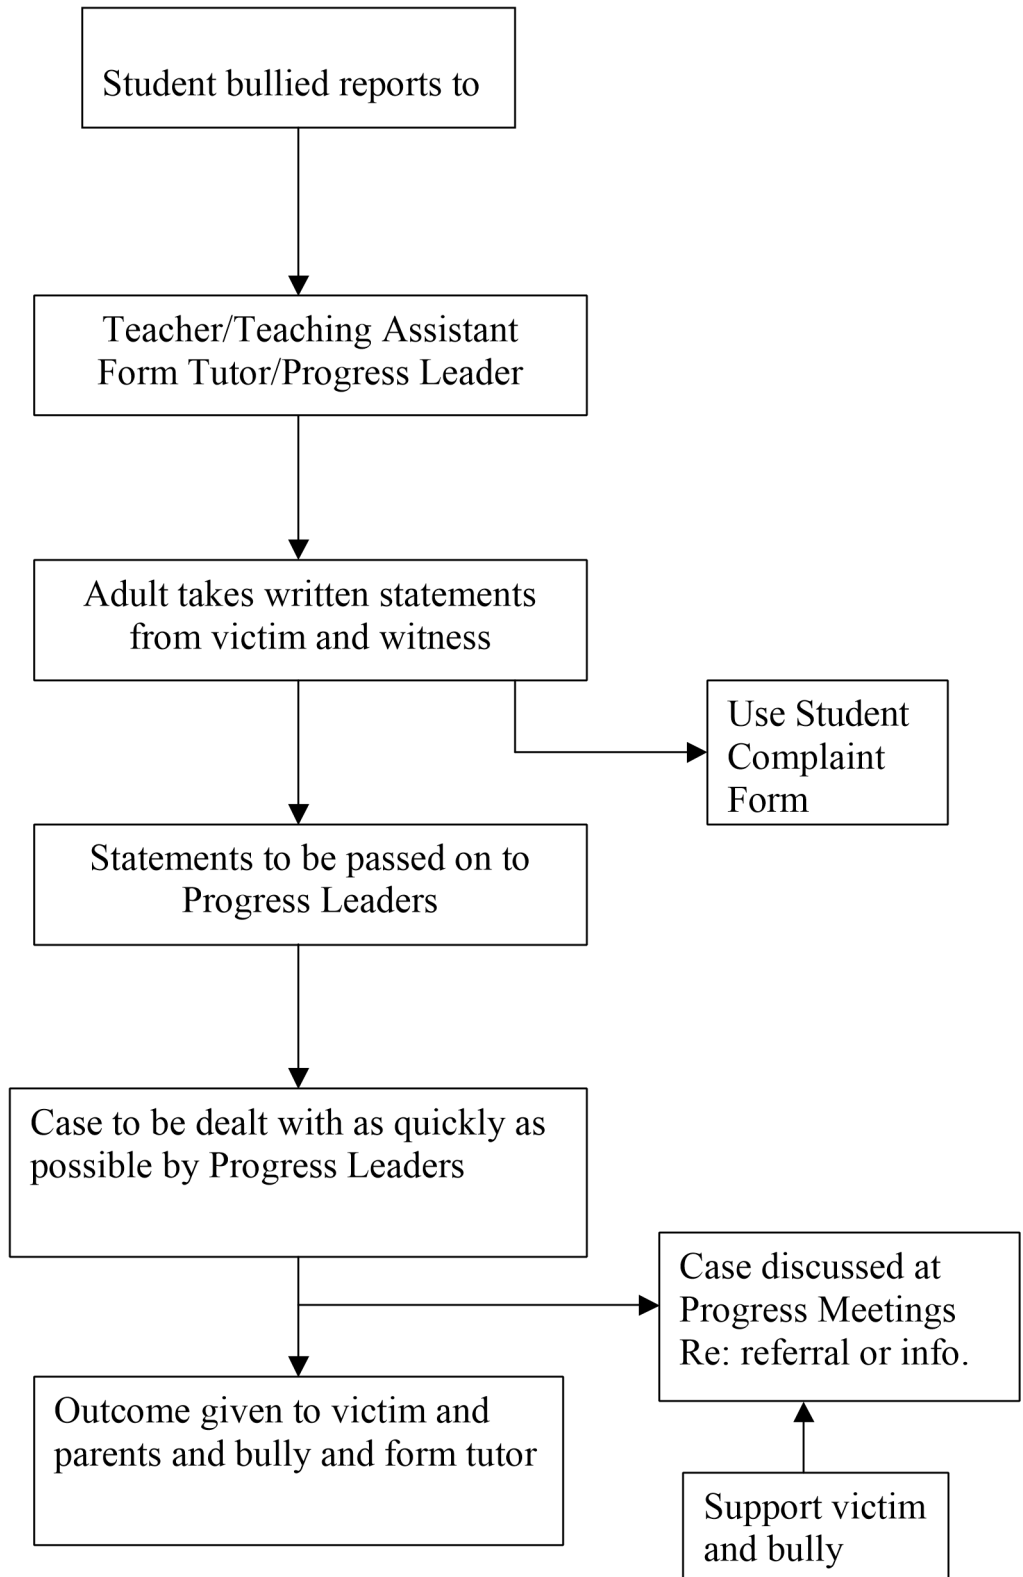 Student bullied reports to
Teacher/Teaching Assistant
Form Tutor/Progress Leader
Adult takes written statements
from victim and witness
Use Student
Complaint
Form
Statements to be passed on to
Progress Leaders
Case to be dealt with as quickly as
possible by Progress Leaders
Case discussed at
Progress Meetings
Re: referral or info.
Outcome given to victim and
parents and bully and form tutor
Support victim
and bully